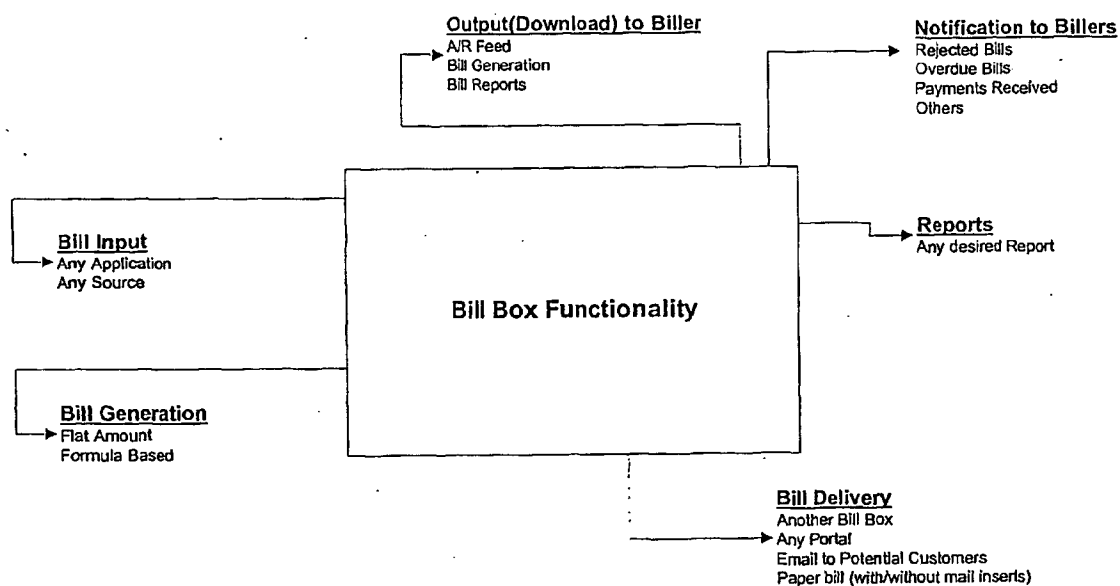 Output(Download) to Biller
A/R Feed
Bill Generation
Bill Reports
Notification to Billers
Rejected Bills
Overdue Bills
Payments Received
Others
Bill Input
Any Application
Any Source
Reports
Any desired Report
Bill Box Functionality
Bill Generation
Flat Amount
Formula Based
Bill Delivery
Another Bill Box
Any Portal
Email to Potential Customers
Paper bill (with/without mail inserts)